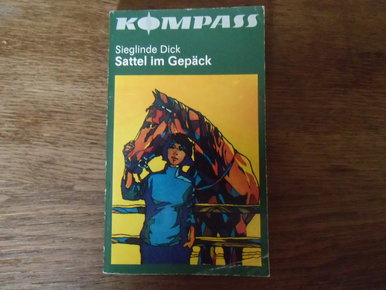 KOMPASS
Sieglinde Dick
Sattel im Gepäck